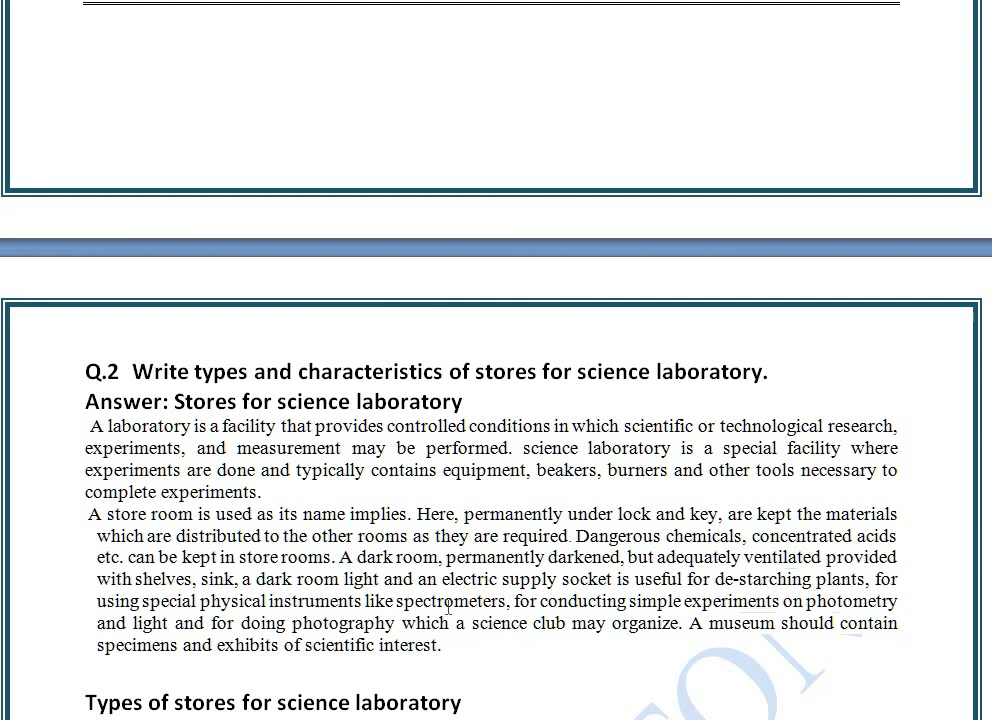 Q.2 Write types and characteristics of stores for science laboratory.
Answer: Stores for science laboratory
A laboratory is a facility that provides controlled conditions in which scientific or technological research,
experiments, and measurement may be performed. science laboratory is a special facility where
experiments are done and typically contains equipment, beakers, burners and other tools necessary to
complete experiments.
A store room is used as its name implies. Here, permanently under lock and key, are kept the materials
which are distributed to the other rooms as they are required. Dangerous chemicals, concentrated acids
etc. can be kept in store rooms. A dark room, permanently darkened, but adequately ventilated provided
with shelves, sink, a dark room light and an electric supply socket is useful for de-starching plants, for
using special physical instruments like spectrometers, for conducting simple experiments on photometry
and light and for doing photography which a science club may organize. A museum should contain
specimens and exhibits of scientific interest.
Types of stores for science laboratory